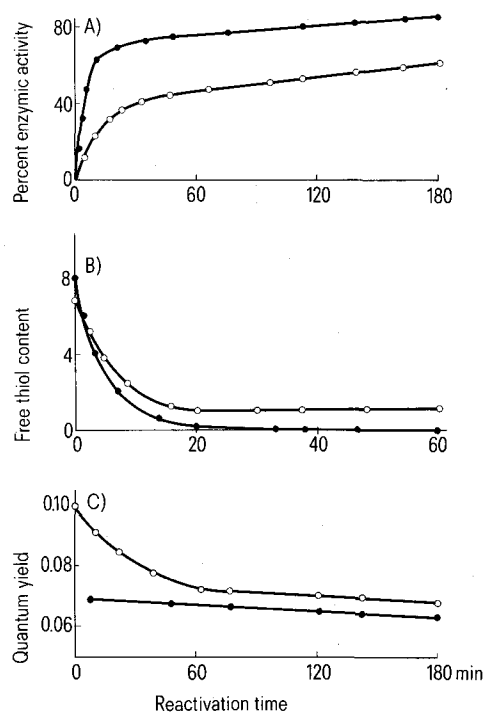 A)
Percent enzymic activity
80
40
0
0 60 120 180
B)
Free thiol content
8
4
0
0 20 40 60
C)
Quantum yield
0.10
0.08
0.06
0 60 120 180 min
Reactivation time